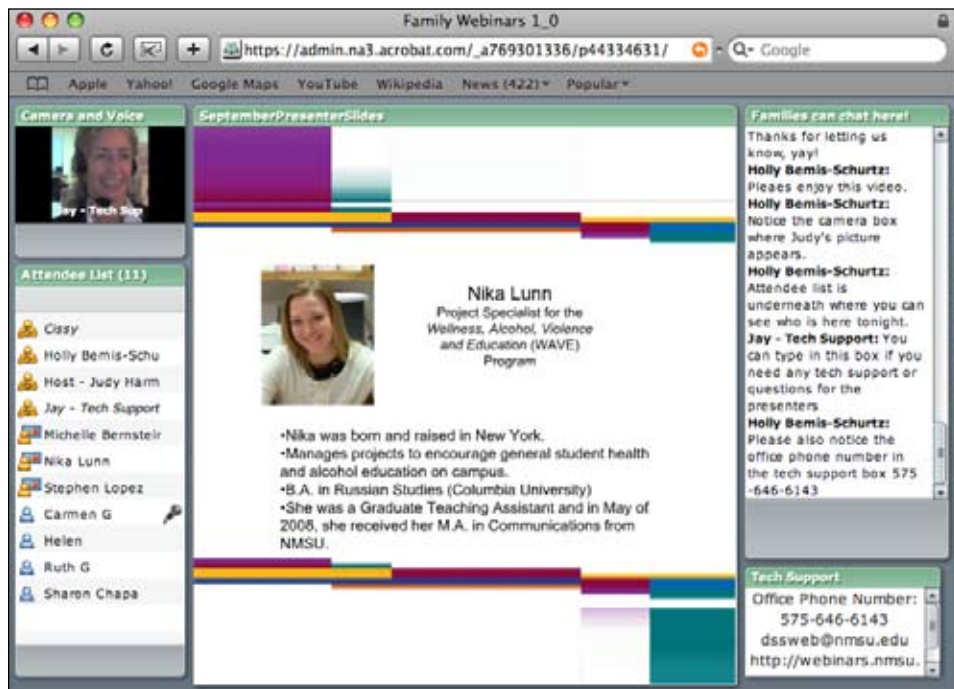 Family Webinars 1_0
https://admin.na3.acrobat.com/_a769301336/p44334631/
Google
Apple Yahoo! Google Maps YouTube Wikipedia News (422) Popular
Camera and Voice
Jay - Tech Sup
Attendee List (11)
Cissy
Holly Bemis-Schu
Host - Judy Harm
Jay - Tech Support
Michelle Bernsteir
Nika Lunn
Stephen Lopez
Carmen G
Helen
Ruth G
Sharon Chapa
SeptemberPresenterSlides
Nika Lunn
Project Specialist for the
Wellness, Alcohol, Violence
and Education (WAVE)
Program
•Nika was born and raised in New York.
•Manages projects to encourage general student health
and alcohol education on campus.
•B.A. in Russian Studies (Columbia University)
•She was a Graduate Teaching Assistant and in May of
2008, she received her M.A. in Communications from
NMSU.
Families can chat here!
Thanks for letting us
know, yay!
Holly Bemis-Schurtz:
Pleaes enjoy this video.
Holly Bemis-Schurtz:
Notice the camera box
where Judy's picture
appears.
Holly Bemis-Schurtz:
Attendee list is
underneath where you can
see who is here tonight.
Jay - Tech Support: You
can type in this box if you
need any tech support or
questions for the
presenters
Holly Bemis-Schurtz:
Please also notice the
office phone number in
the tech support box 575
-646-6143
Tech Support
Office Phone Number:
575-646-6143
dssweb@nmsu.edu
http://webinars.nmsu.